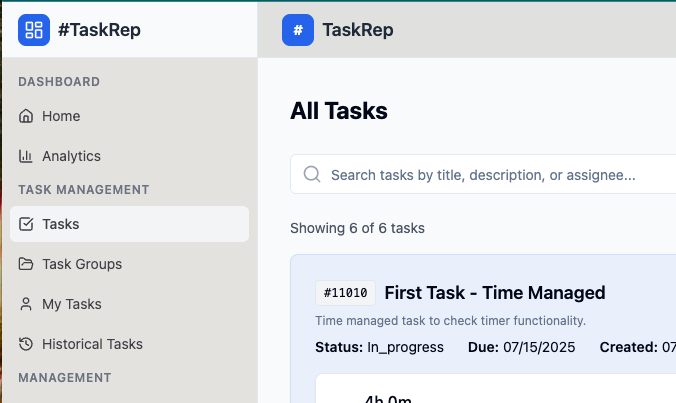 #TaskRep
DASHBOARD
Home
Analytics
TASK MANAGEMENT
Tasks
Task Groups
My Tasks
Historical Tasks
MANAGEMENT
# TaskRep
All Tasks
Search tasks by title, description, or assignee...
Showing 6 of 6 tasks
#11010 First Task - Time Managed
Time managed task to check timer functionality.
Status: In_progress Due: 07/15/2025 Created: 07
4h 0m